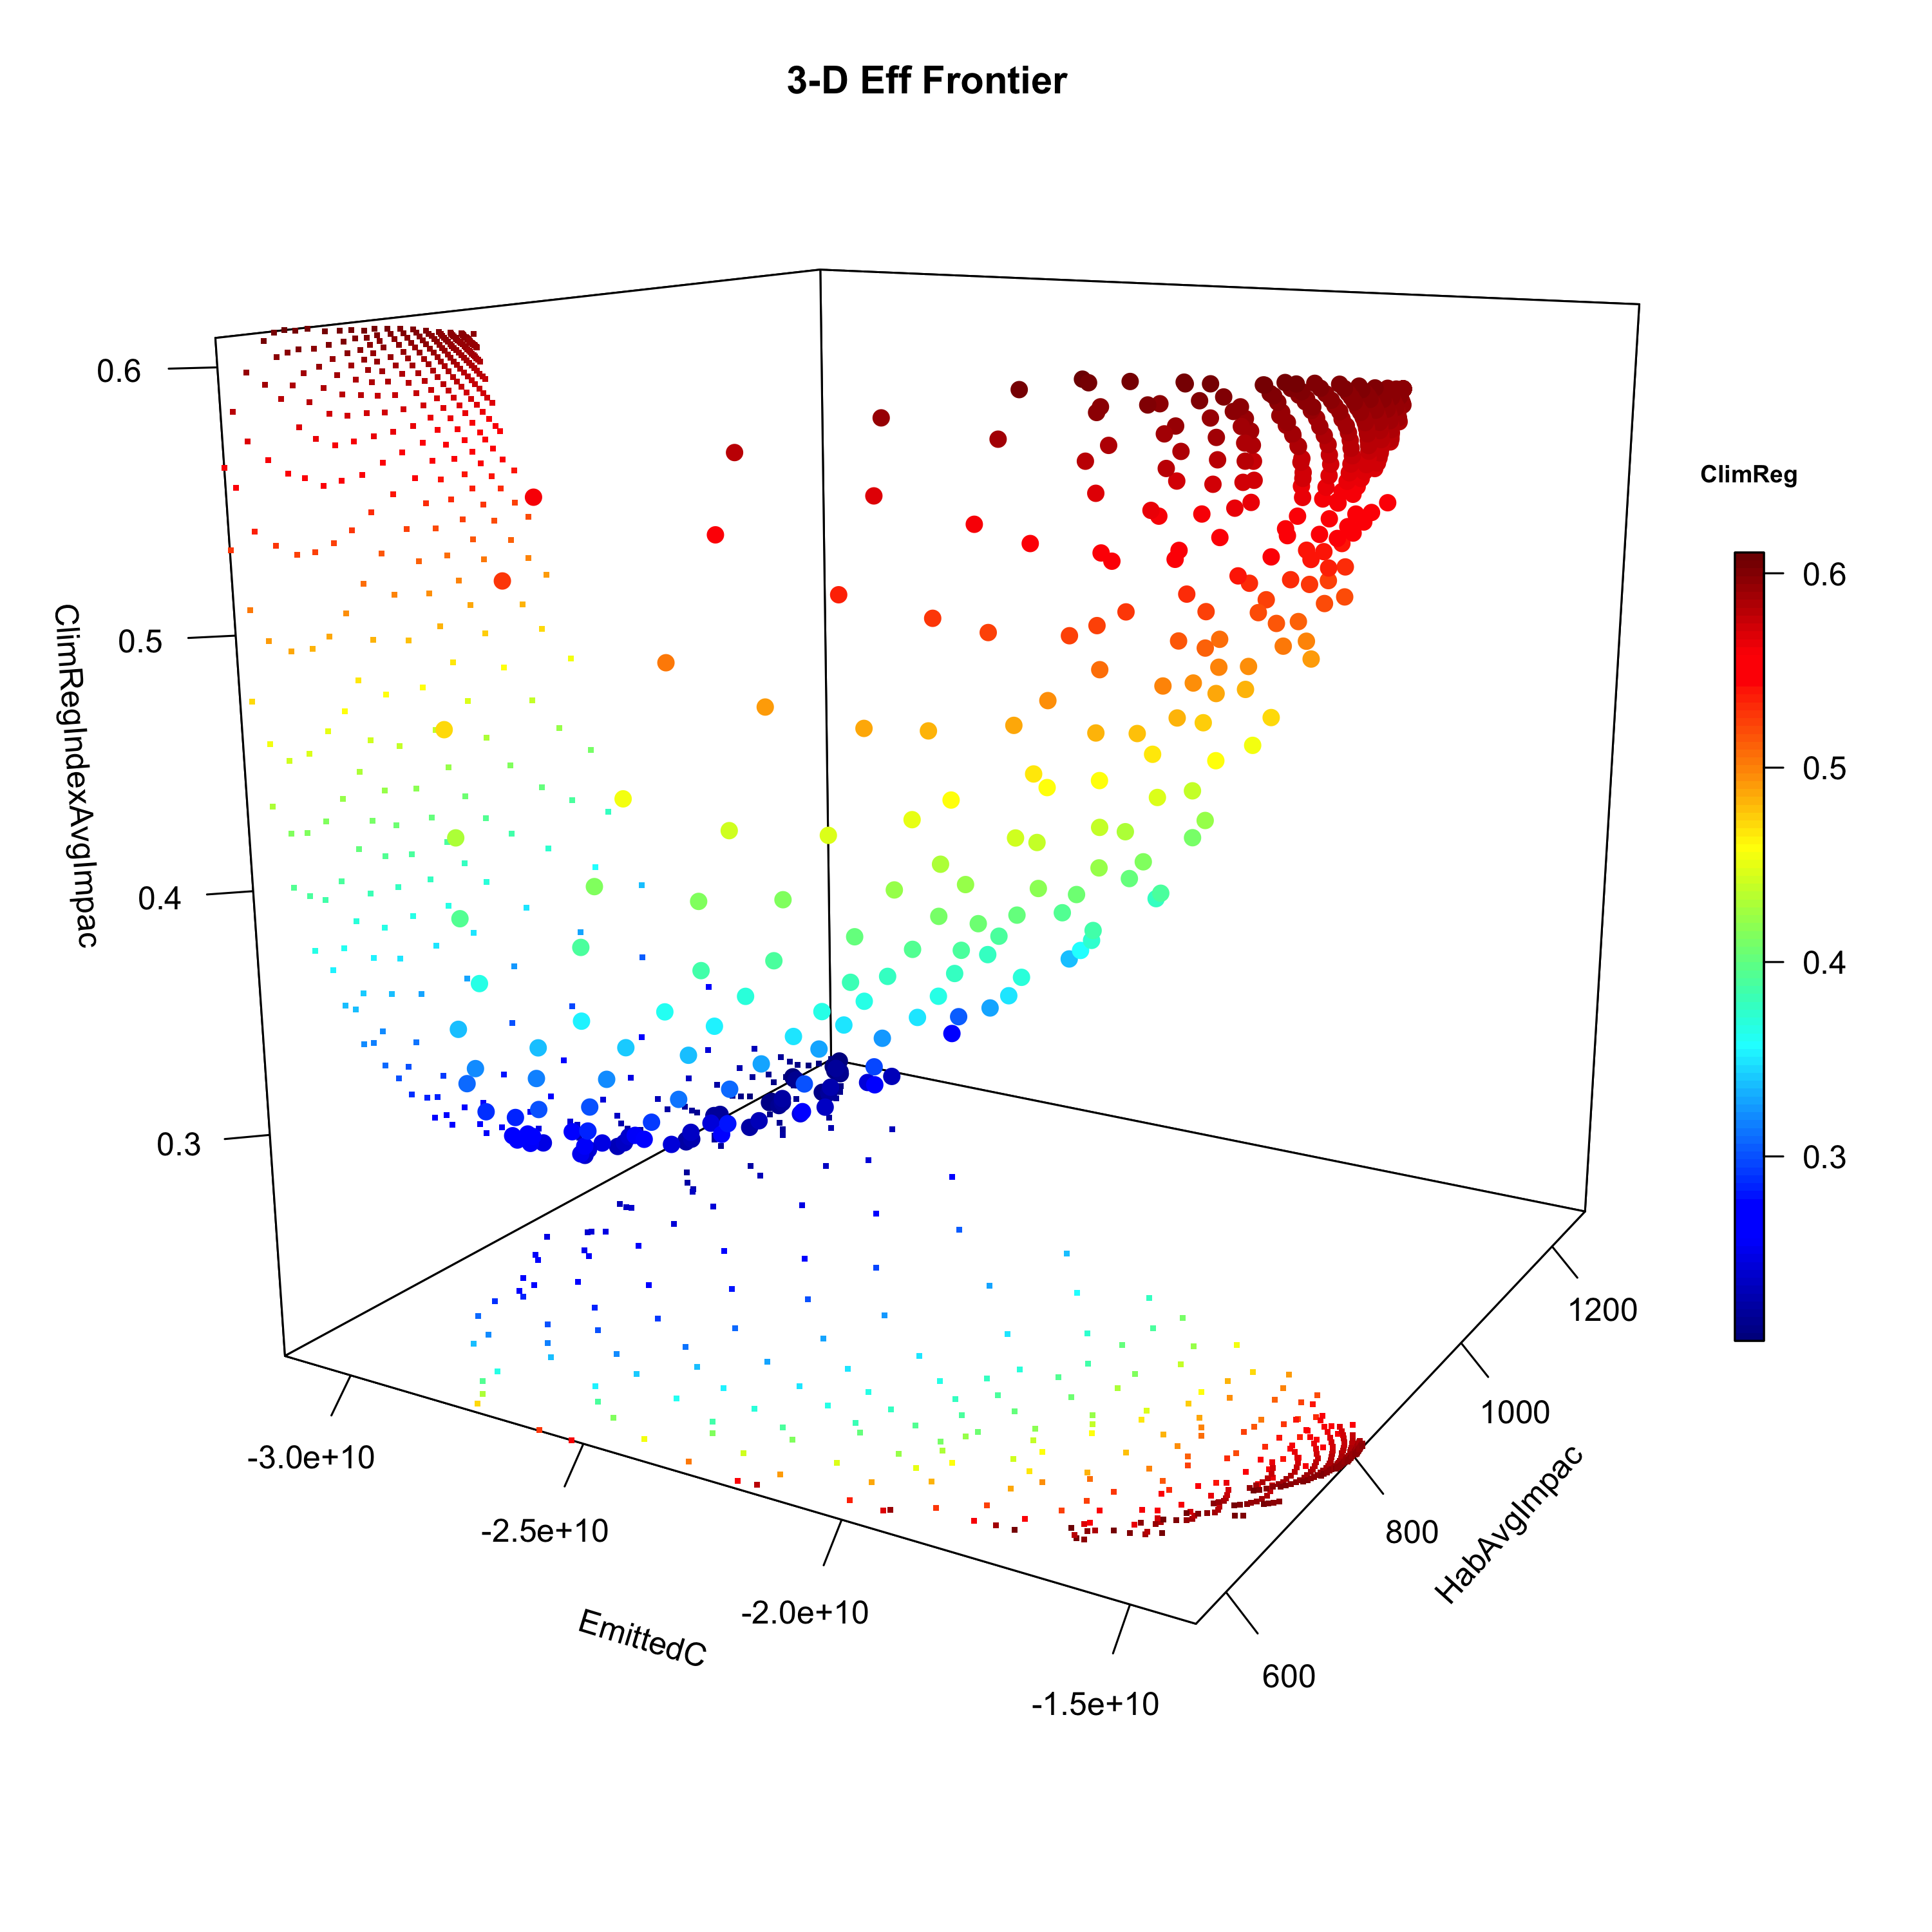 3-D Eff Frontier
0.6
0.5
0.4
0.3
ClimRegIndexAvgImpac
-3.0e+10
-2.5e+10
-2.0e+10
-1.5e+10
EmittedC
600
800
1000
1200
HabAvgImpac
ClimReg
0.6
0.5
0.4
0.3